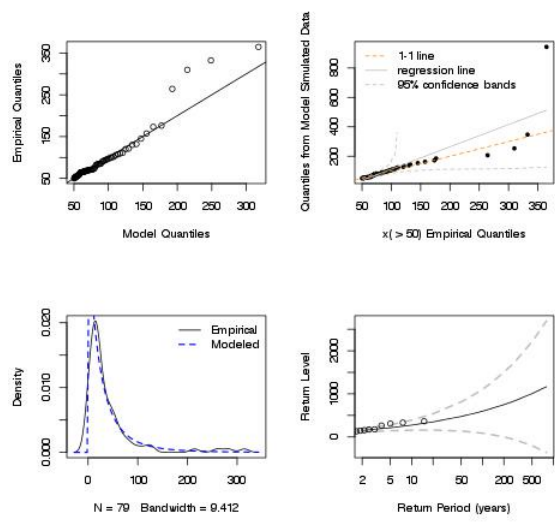 Empirical Quantiles
50
150
250
350
50 100 150 200 250 300
Model Quantiles
Quantiles from Model Simulated Data
200
400
600
800
1-1 line
regression line
95% confidence bands
50 100 150 200 250 300 350
x( > 50) Empirical Quantiles
Density
0.000
0.010
0.020
Empirical
Modeled
0 100 200 300
N = 79 Bandwidth = 9.412
Return Level
0
1000
2000
2 5 10 50 200 500
Return Period (years)